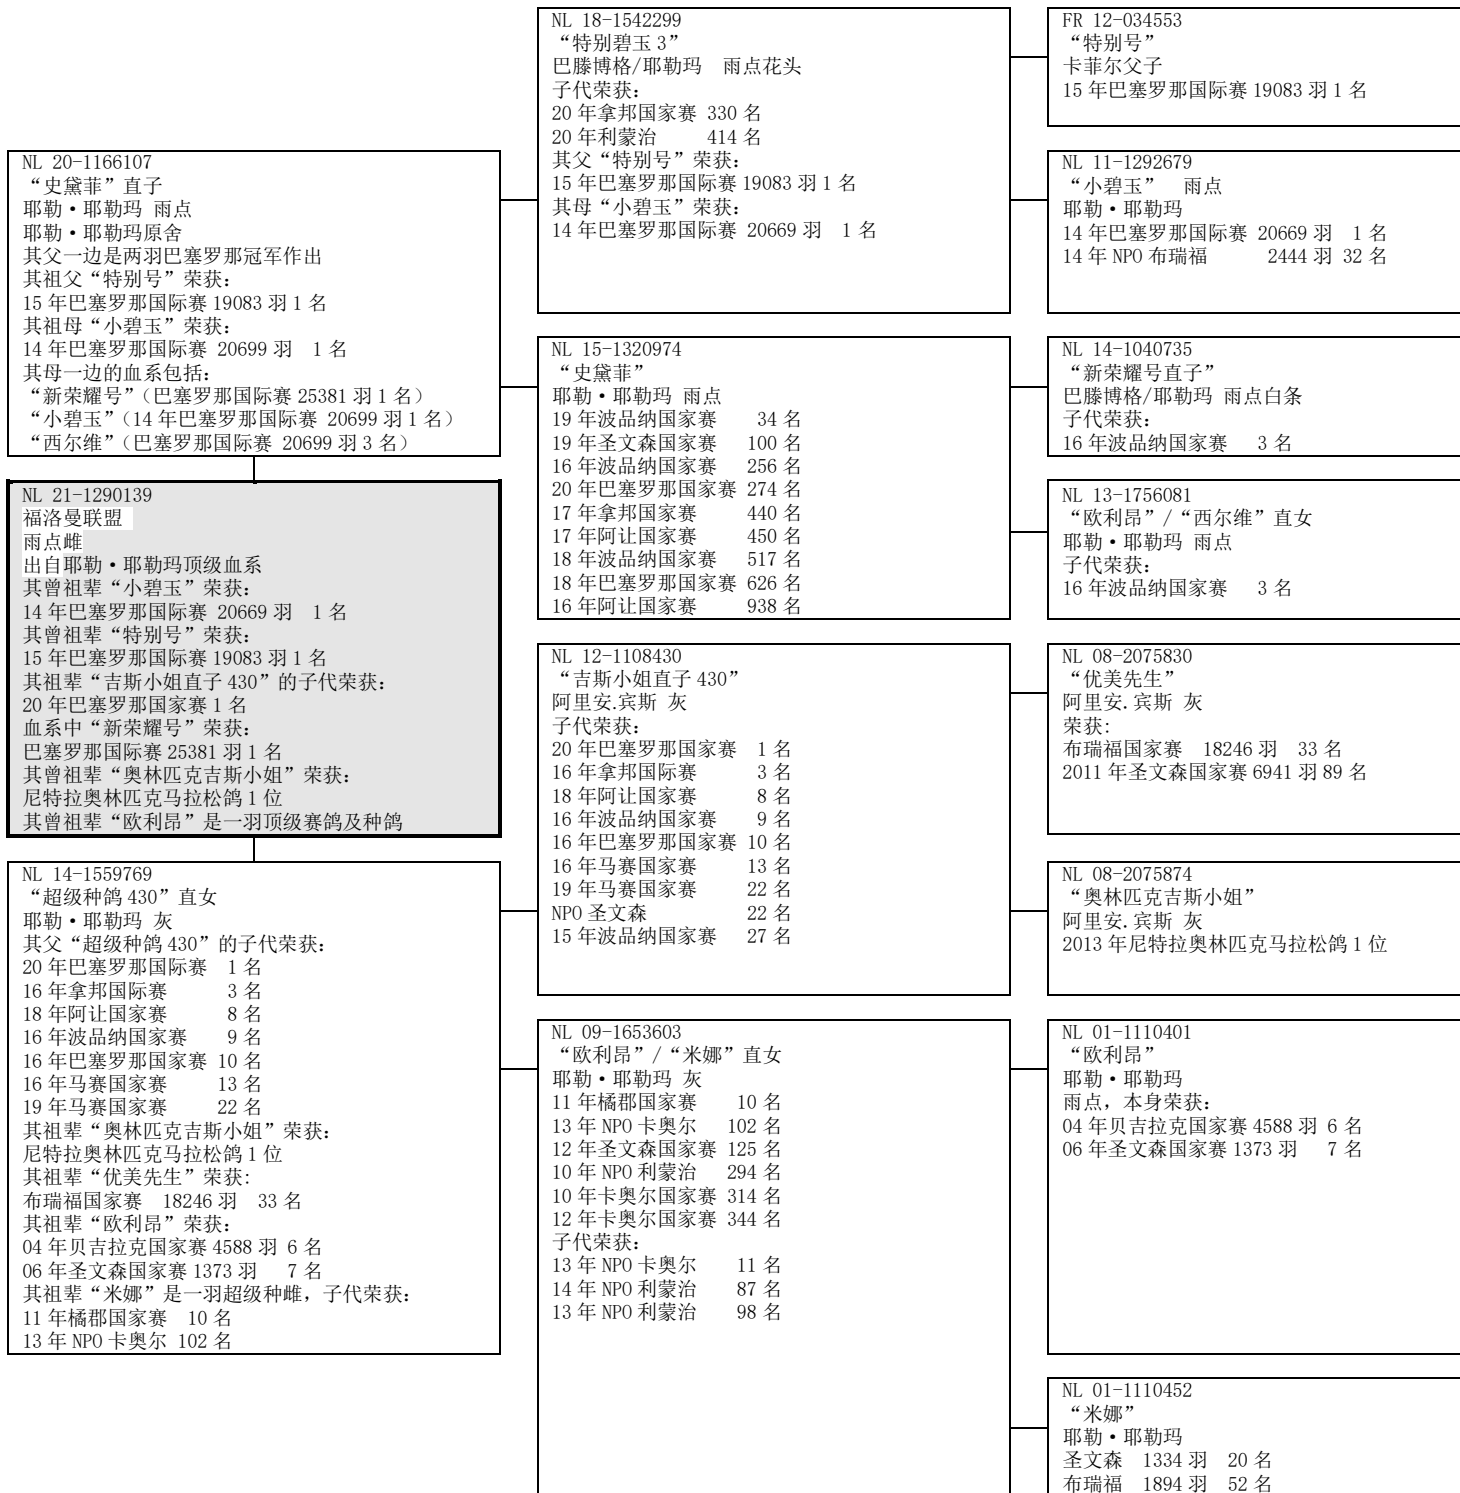 NL 20-1166107
“史黛菲”直子
耶勒·耶勒玛 雨点
耶勒·耶勒玛原舍
其父一边是两羽巴塞罗那冠军作出
其祖父“特别号”荣获：
15 年巴塞罗那国际赛 19083 羽 1 名
其祖母“小碧玉”荣获：
14 年巴塞罗那国际赛 20699 羽 1 名
其母一边的血系包括：
“新荣耀号”（巴塞罗那国际赛 25381 羽 1 名）
“小碧玉”（14 年巴塞罗那国际赛 20699 羽 1 名）
“西尔维”（巴塞罗那国际赛 20699 羽 3 名）
NL 21-1290139
福洛曼联盟
雨点雌
出自耶勒·耶勒玛顶级血系
其曾祖辈“小碧玉”荣获：
14 年巴塞罗那国际赛 20669 羽 1 名
其曾祖辈“特别号”荣获：
15 年巴塞罗那国际赛 19083 羽 1 名
其祖辈“吉斯小姐直子 430”的子代荣获：
20 年巴塞罗那国家赛 1 名
血系中“新荣耀号”荣获：
巴塞罗那国际赛 25381 羽 1 名
其曾祖辈“奥林匹克吉斯小姐”荣获：
尼特拉奥林匹克马拉松鸽 1 位
其曾祖辈“欧利昂”是一羽顶级赛鸽及种鸽
NL 14-1559769
“超级种鸽 430”直女
耶勒·耶勒玛 灰
其父“超级种鸽 430”的子代荣获：
20 年巴塞罗那国际赛 1 名
16 年拿邦国际赛 3 名
18 年阿让国家赛 8 名
16 年波品纳国家赛 9 名
16 年巴塞罗那国家赛 10 名
16 年马赛国家赛 13 名
19 年马赛国家赛 22 名
其祖辈“奥林匹克吉斯小姐”荣获：
尼特拉奥林匹克马拉松鸽 1 位
其祖辈“优美先生”荣获：
布瑞福国家赛 18246 羽 33 名
其祖辈“欧利昂”荣获：
04 年贝吉拉克国家赛 4588 羽 6 名
06 年圣文森国家赛 1373 羽 7 名
其祖辈“米娜”是一羽超级种雌，子代荣获：
11 年橘郡国家赛 10 名
13 年 NPO 卡奥尔 102 名
NL 18-1542299
“特别碧玉 3”
巴滕博格/耶勒玛 雨点花头
子代荣获：
20 年拿邦国家赛 330 名
20 年利蒙治 414 名
其父“特别号”荣获：
15 年巴塞罗那国际赛 19083 羽 1 名
其母“小碧玉”荣获：
14 年巴塞罗那国际赛 20669 羽 1 名
NL 15-1320974
“史黛菲”
耶勒·耶勒玛 雨点
19 年波品纳国家赛 34 名
19 年圣文森国家赛 100 名
16 年波品纳国家赛 256 名
20 年巴塞罗那国家赛 274 名
17 年拿邦国家赛 440 名
17 年阿让国家赛 450 名
18 年波品纳国家赛 517 名
18 年巴塞罗那国家赛 626 名
16 年阿让国家赛 938 名
NL 12-1108430
“吉斯小姐直子 430”
阿里安.宾斯 灰
子代荣获：
20 年巴塞罗那国家赛 1 名
16 年拿邦国际赛 3 名
18 年阿让国家赛 8 名
16 年波品纳国家赛 9 名
16 年巴塞罗那国家赛 10 名
16 年马赛国家赛 13 名
19 年马赛国家赛 22 名
NPO 圣文森 22 名
15 年波品纳国家赛 27 名
NL 09-1653603
“欧利昂”/“米娜”直女
耶勒·耶勒玛 灰
11 年橘郡国家赛 10 名
13 年 NPO 卡奥尔 102 名
12 年圣文森国家赛 125 名
10 年 NPO 利蒙治 294 名
10 年卡奥尔国家赛 314 名
12 年卡奥尔国家赛 344 名
子代荣获：
13 年 NPO 卡奥尔 11 名
14 年 NPO 利蒙治 87 名
13 年 NPO 利蒙治 98 名
FR 12-034553
“特别号”
卡菲尔父子
15 年巴塞罗那国际赛 19083 羽 1 名
NL 11-1292679
“小碧玉” 雨点
耶勒·耶勒玛
14 年巴塞罗那国际赛 20669 羽 1 名
14 年 NPO 布瑞福 2444 羽 32 名
NL 14-1040735
“新荣耀号直子”
巴滕博格/耶勒玛 雨点白条
子代荣获：
16 年波品纳国家赛 3 名
NL 13-1756081
“欧利昂”/“西尔维”直女
耶勒·耶勒玛 雨点
子代荣获：
16 年波品纳国家赛 3 名
NL 08-2075830
“优美先生”
阿里安.宾斯 灰
荣获：
布瑞福国家赛 18246 羽 33 名
2011 年圣文森国家赛 6941 羽 89 名
NL 08-2075874
“奥林匹克吉斯小姐”
阿里安.宾斯 灰
2013 年尼特拉奥林匹克马拉松鸽 1 位
NL 01-1110401
“欧利昂”
耶勒·耶勒玛
雨点，本身荣获：
04 年贝吉拉克国家赛 4588 羽 6 名
06 年圣文森国家赛 1373 羽 7 名
NL 01-1110452
“米娜”
耶勒·耶勒玛
圣文森 1334 羽 20 名
布瑞福 1894 羽 52 名